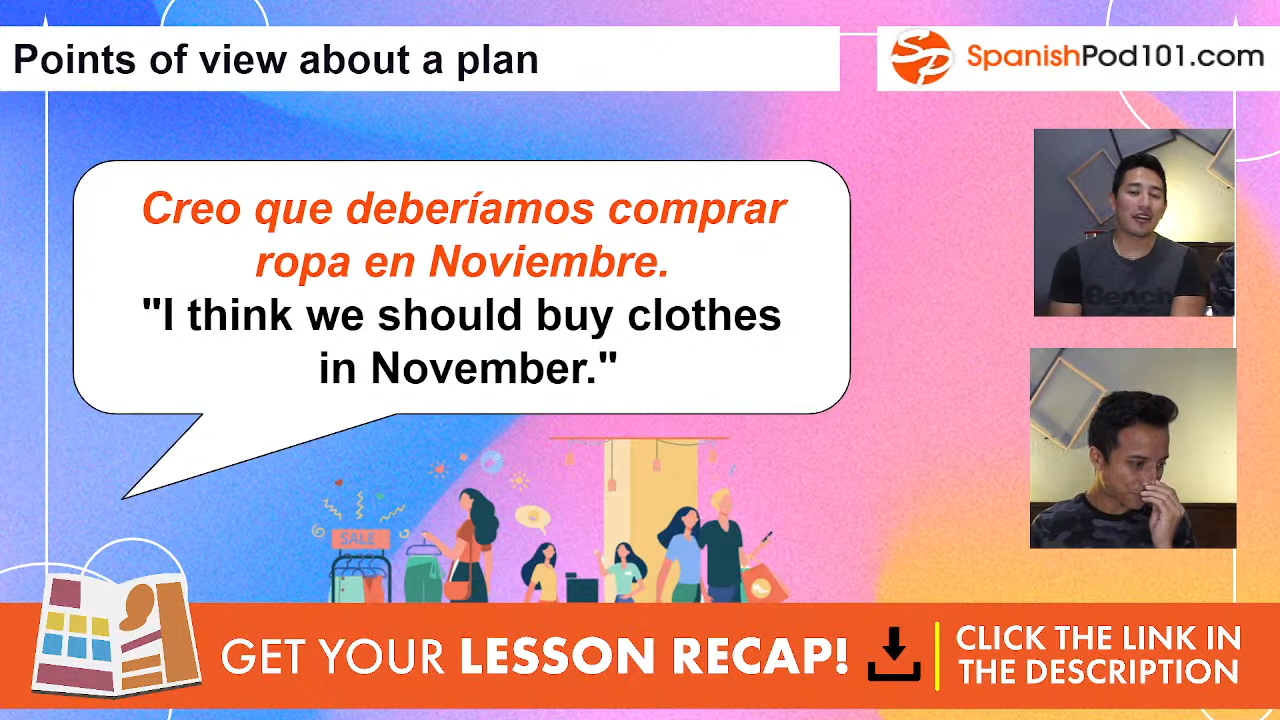 Points of view about a plan
SP SpanishPod101.com
Creo que deberíamos comprar
ropa en Noviembre.
"I think we should buy clothes
in November."
Bench
SALE
GET YOUR LESSON RECAP!
CLICK THE LINK IN
THE DESCRIPTION